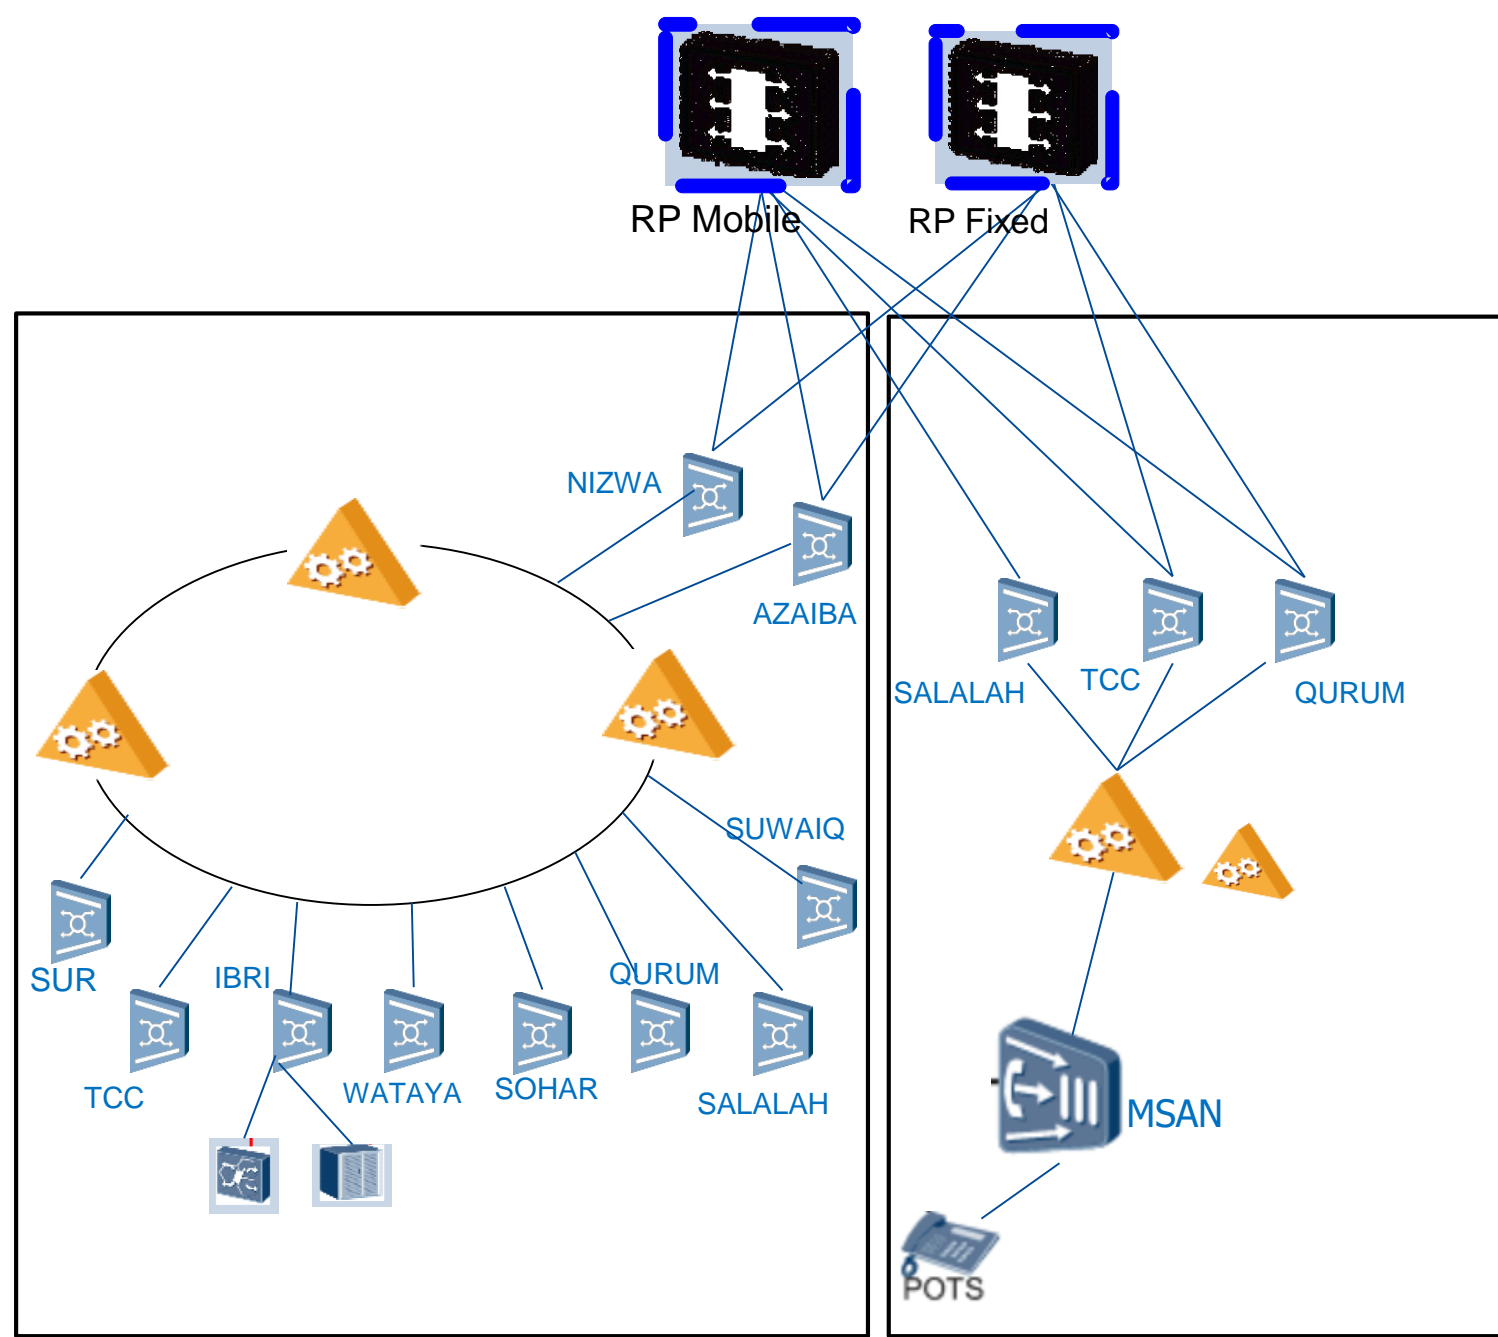 RP Mobile
RP Fixed
NIZWA
AZAIBA
SUWAIQ
SUR
TCC
IBRI
WATAYA
SOHAR
QURUM
SALALAH
SALALAH
TCC
QURUM
MSAN
POTS